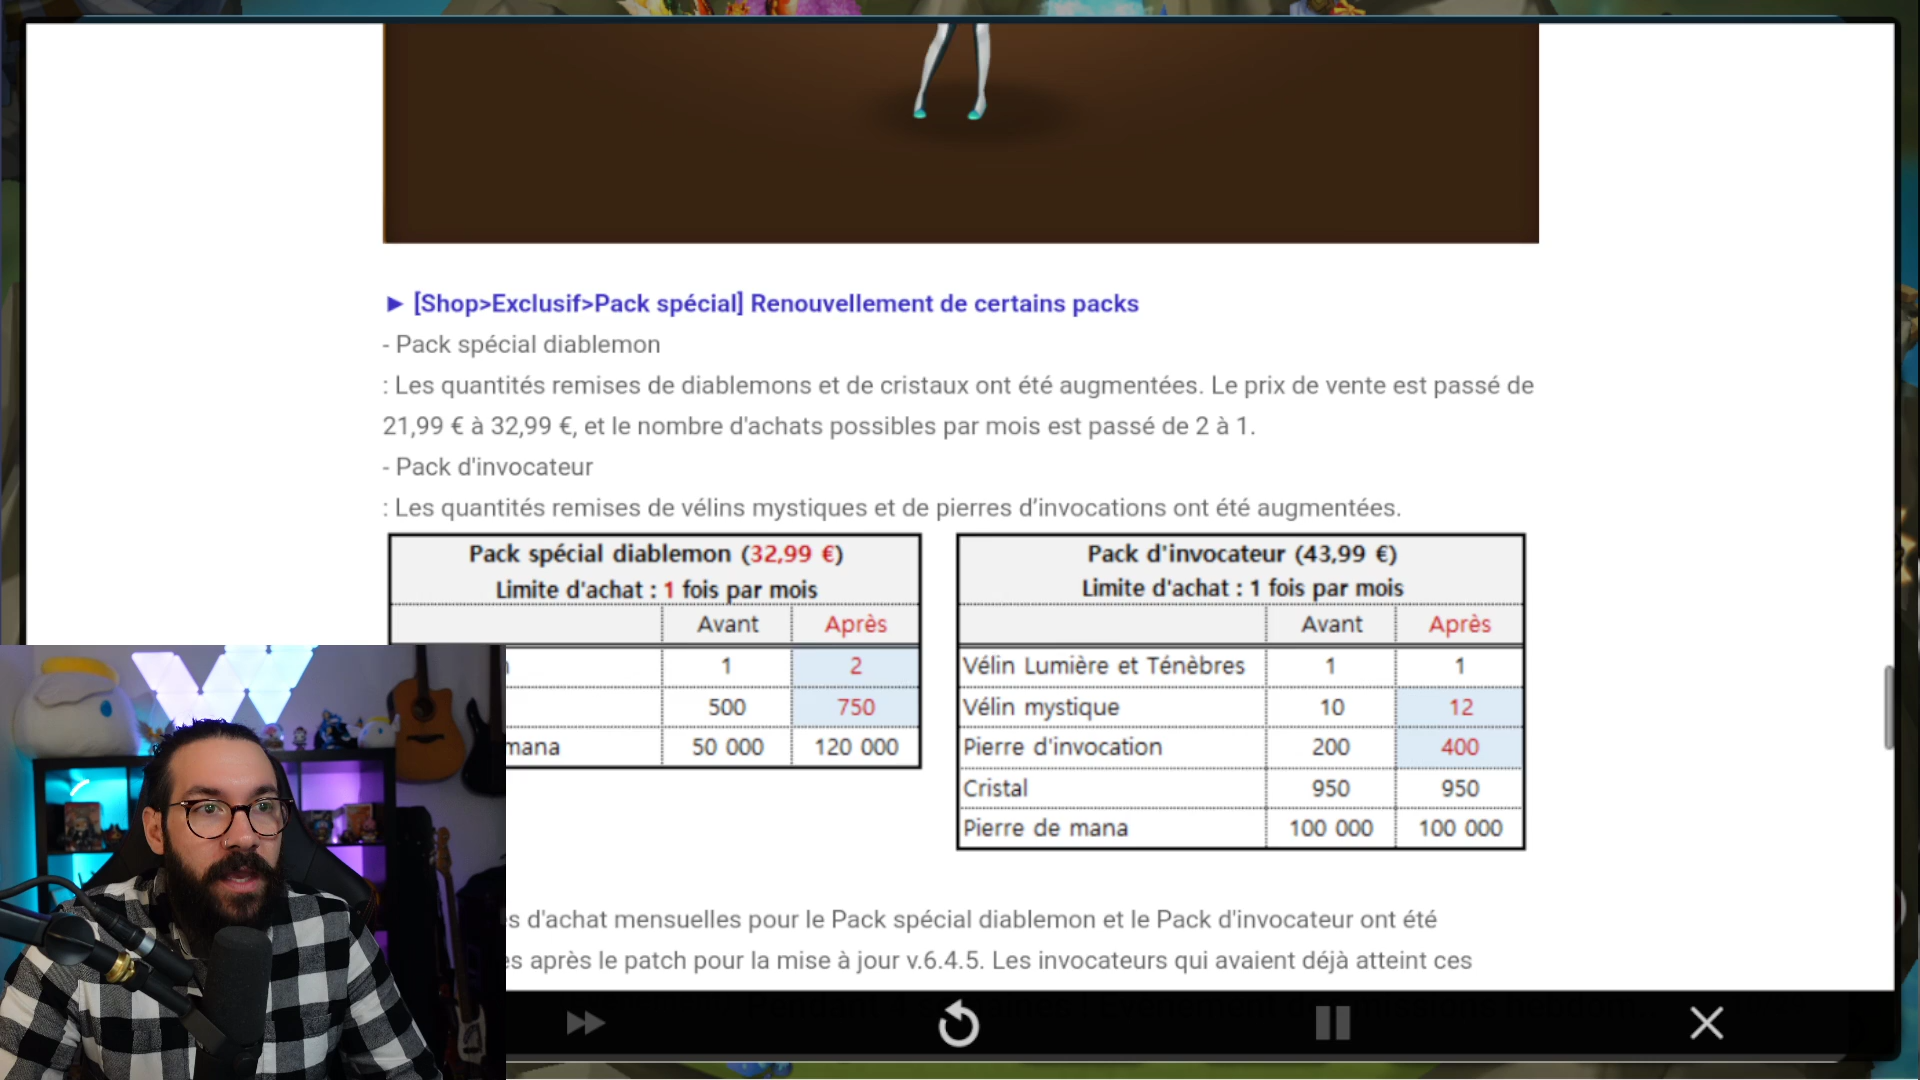 ► [Shop>Exclusif>Pack spécial] Renouvellement de certains packs
- Pack spécial diablemon
: Les quantités remises de diablemons et de cristaux ont été augmentées. Le prix de vente est passé de
21,99 € à 32,99 €, et le nombre d'achats possibles par mois est passé de 2 à 1.
- Pack d'invocateur
: Les quantités remises de vélins mystiques et de pierres d'invocations ont été augmentées.
Pack spécial diablemon (32,99 €)
Limite d'achat : 1 fois par mois
Avant Après
1 2
500 750
mana 50 000 120 000
Pack d'invocateur (43,99 €)
Limite d'achat : 1 fois par mois
Avant Après
Vélin Lumière et Ténèbres 1 1
Vélin mystique 10 12
Pierre d'invocation 200 400
Cristal 950 950
Pierre de mana 100 000 100 000
d'achat mensuelles pour le Pack spécial diablemon et le Pack d'invocateur ont été
après le patch pour la mise à jour v.6.4.5. Les invocateurs qui avaient déjà atteint ces